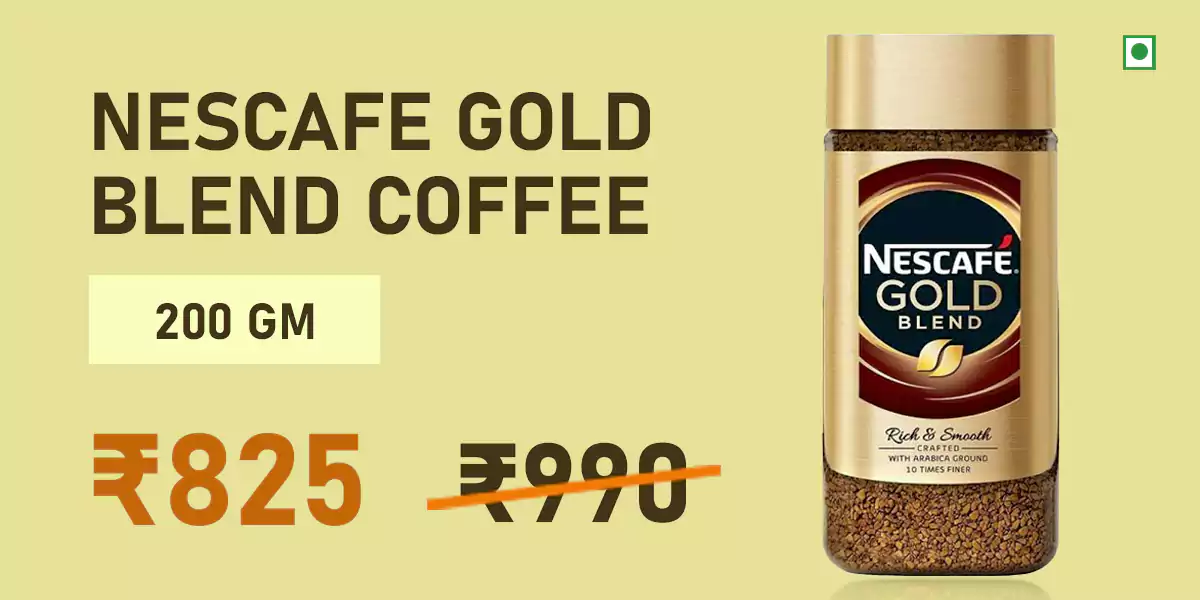 NESCAFE GOLD
BLEND COFFEE
200 GM
₹825 ₹990
NESCAFÉ.
GOLD
BLEND
Rich & Smooth
CRAFTED
WITH ARABICA GROUND
10 TIMES FINER